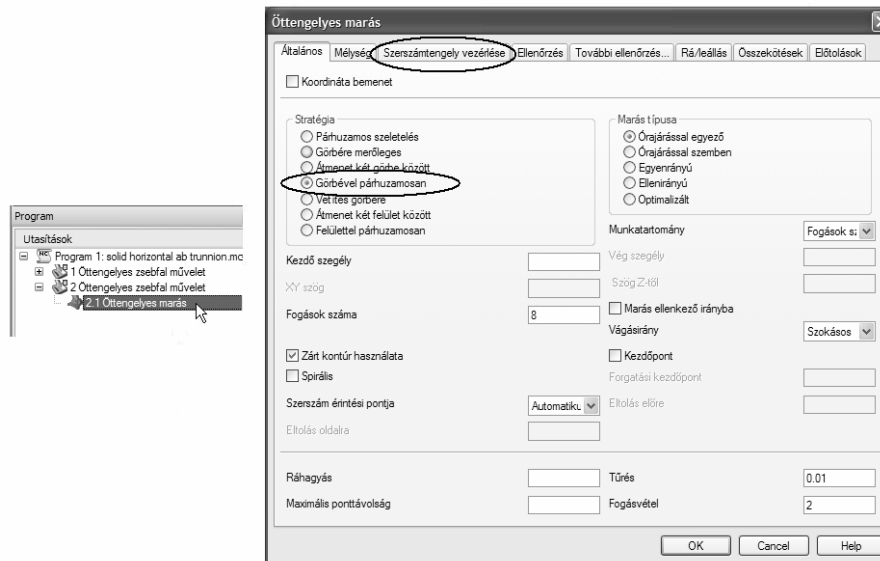 Program
Utasítások
Program 1: solid horizontal ab trunnion.mc
1 Öttengelyes zsebfal művelet
2 Öttengelyes zsebfal művelet
2.1 Öttengelyes marás
Öttengelyes marás
Általános Mélység Szerszámtengely vezérlése Ellenőrzés További ellenőrzés... Rá/leállás Összekötések Előtolások
Koordináta bemenet
Stratégia
Párhuzamos szeletelés
Görbére merőleges
Átmenet két görbe között
Görbével párhuzamosan
Vetítés görbére
Átmenet két felület között
Felülettel párhuzamosan
Marás típusa
Órajárással egyező
Órajárással szemben
Egyenrányú
Ellenirányú
Optimalizált
Kezdő szegély
XY szög
Fogások száma 8
Munkatartomány Fogások sz
Vég szegély
Szög Z-től
Marás ellenkező irányba
Vágásirány Szokásos
Zárt kontúr használata
Spirális
Szerszám érintési pontja Automatiku
Eltolás oldalra
Kezdőpont
Forgatási kezdőpont
Eltolás előre
Ráhagyás
Maximális ponttávolság
Tűrés 0.01
Fogásvétel 2
OK Cancel Help